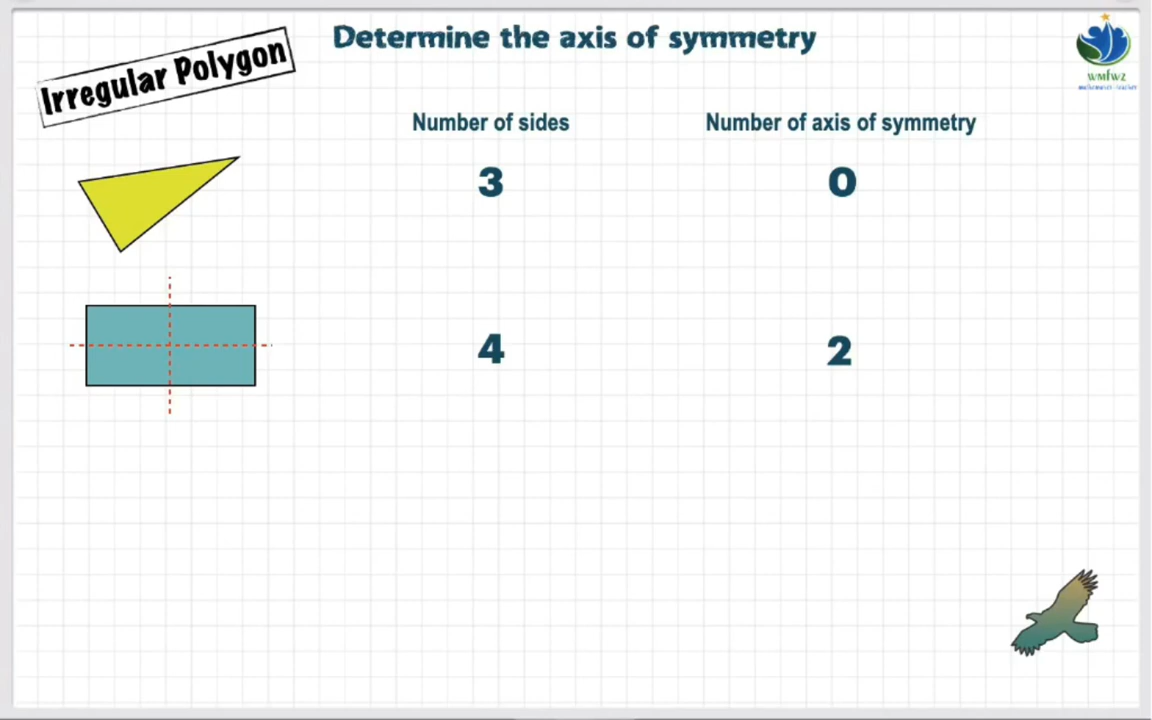 Determine the axis of symmetry
Irregular Polygon
wmfwz
Number of sides
Number of axis of symmetry
3
0
4
2